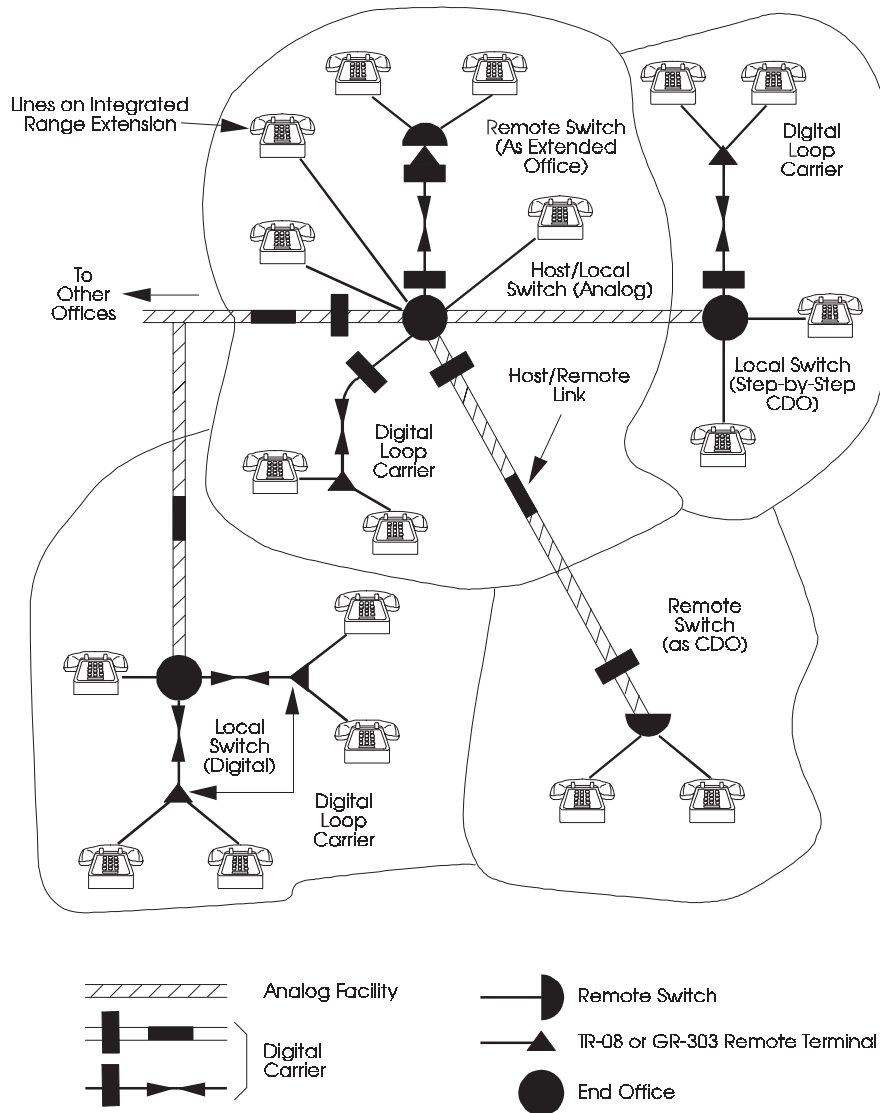 Lines on Integrated
Range Extension
Remote Switch
(As Extended
Office)
Digital
Loop
Carrier
To
Other
Offices
Host/Local
Switch (Analog)
Local Switch
(Step-by-Step
CDO)
Host/Remote
Link
Digital
Loop
Carrier
Remote
Switch
(as CDO)
Local
Switch
(Digital)
Digital
Loop
Carrier
Analog Facility
Digital
Carrier
Remote Switch
TR-08 or GR-303 Remote Terminal
End Office